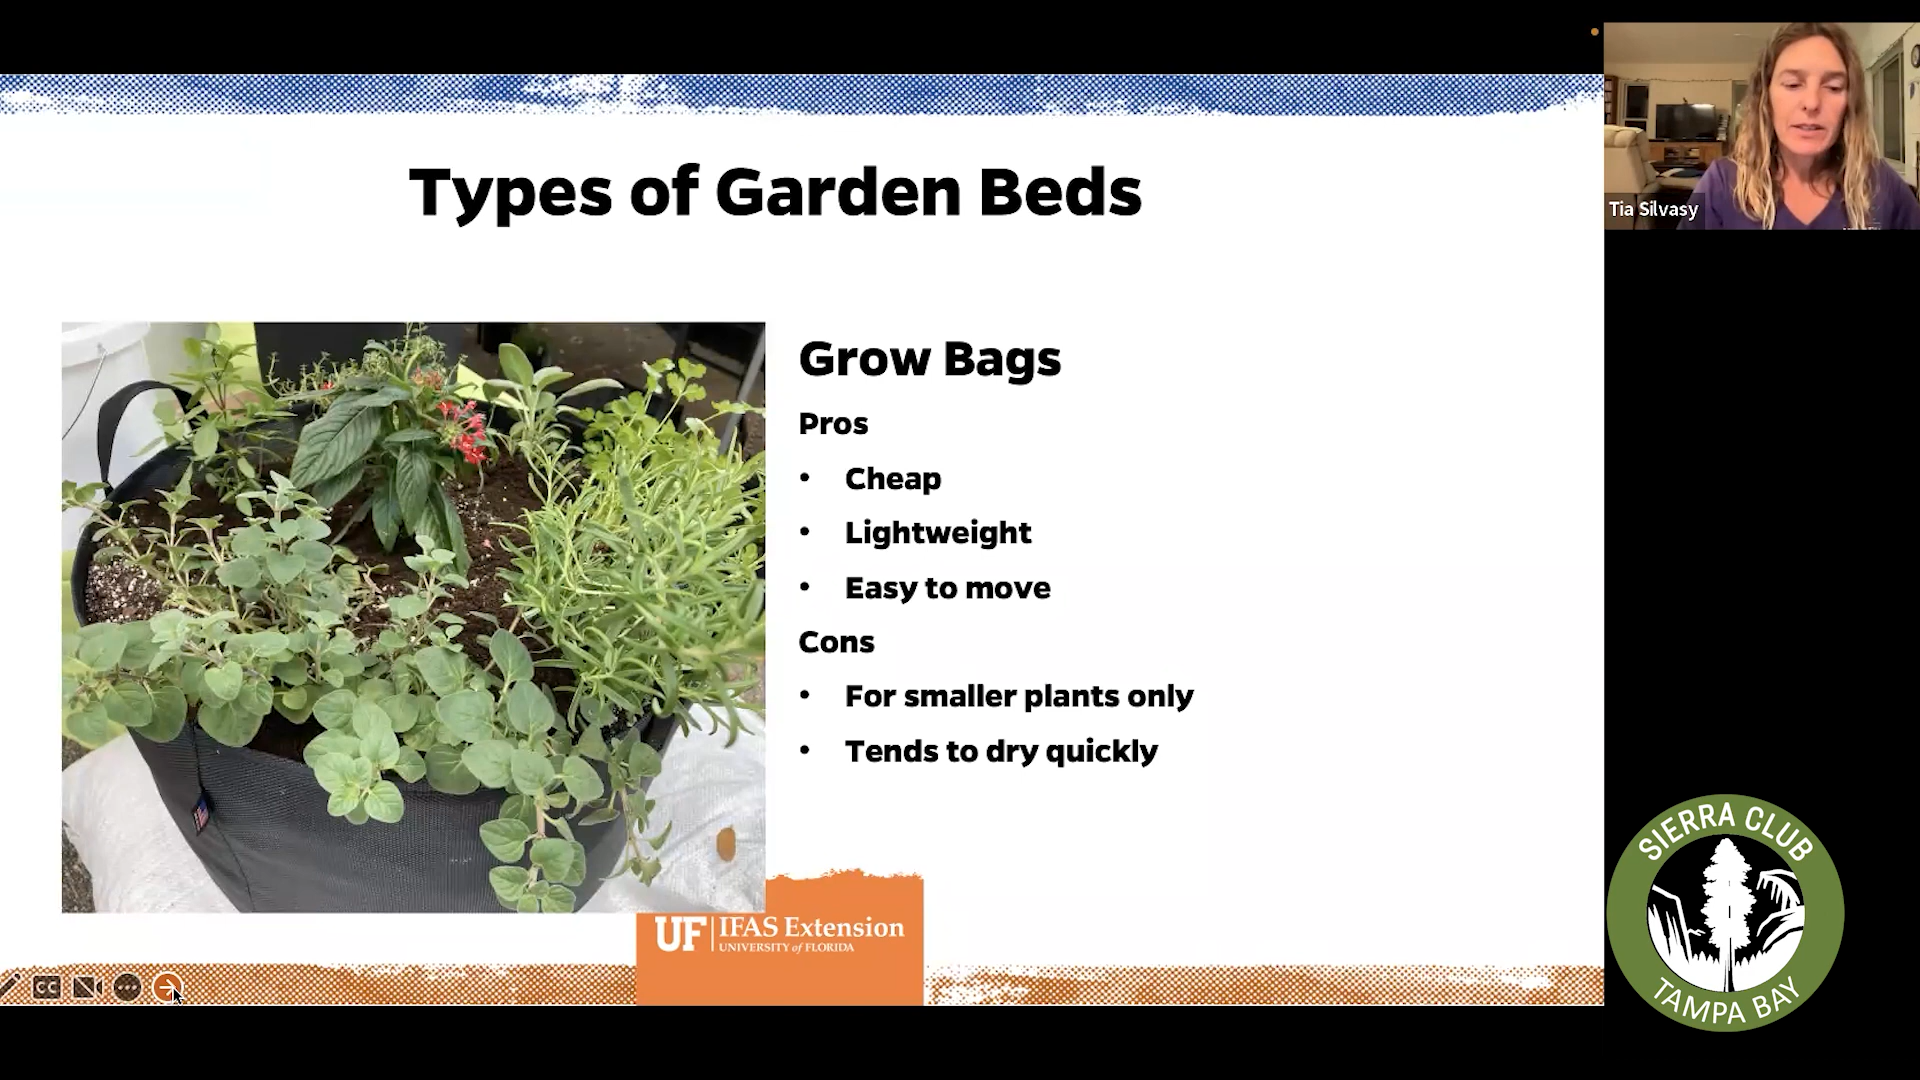 Types of Garden Beds
Grow Bags
Pros
• Cheap
• Lightweight
• Easy to move
Cons
• For smaller plants only
• Tends to dry quickly
UF | IFAS Extension
UNIVERSITY of FLORIDA
CC
Tia Silvasy
SIERRA CLUB
TAMPA BAY